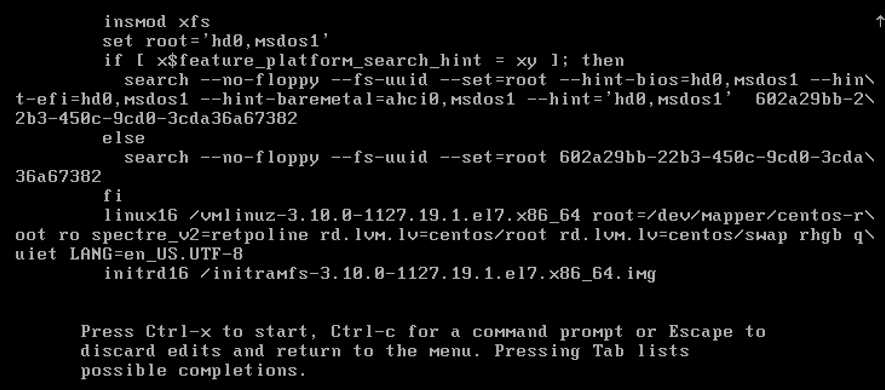 insmod xfs
set root='hd0,msdos1'
if [ x$feature_platform_search_hint = xy ]; then
search --no-floppy --fs-uuid --set=root --hint-bios=hd0,msdos1 --hin\
t-efi=hd0,msdos1 --hint-baremetal=ahci0,msdos1 --hint='hd0,msdos1'  602a29bb-2\
2b3-450c-9cd0-3cda36a67382
else
search --no-floppy --fs-uuid --set=root 602a29bb-22b3-450c-9cd0-3cda\
36a67382
fi
linux16 /vmlinuz-3.10.0-1127.19.1.el7.x86_64 root=/dev/mapper/centos-r\
oot ro spectre_v2=retpoline rd.lvm.lv=centos/root rd.lvm.lv=centos/swap rhgb q\
uiet LANG=en_US.UTF-8
initrd16 /initramfs-3.10.0-1127.19.1.el7.x86_64.img
Press Ctrl-x to start, Ctrl-c for a command prompt or Escape to
discard edits and return to the menu. Pressing Tab lists
possible completions.